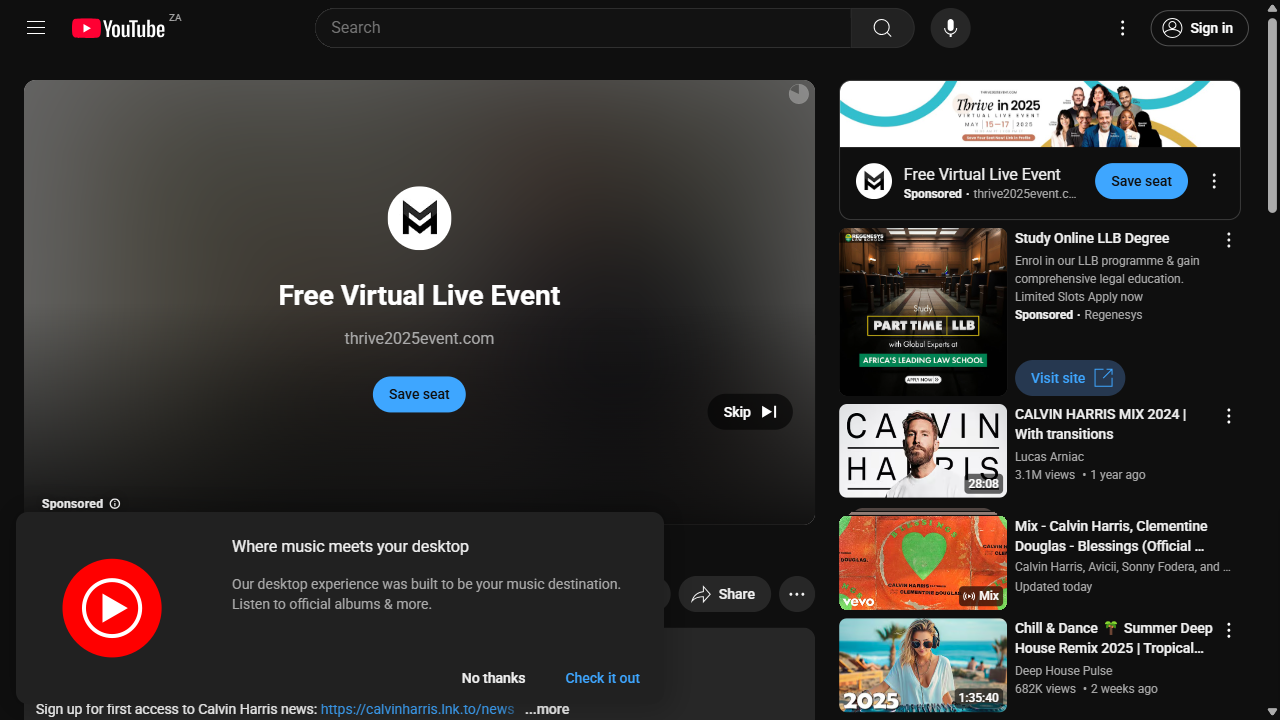 YouTube ZA
Search
Sign in
Free Virtual Live Event
thrive2025event.com
Save seat
Skip
Sponsored
Where music meets your desktop
Our desktop experience was built to be your music destination.
Listen to official albums & more.
No thanks
Check it out
Share
Sign up for first access to Calvin Harris: https://calvinharris.lnk.to/news
...more
THRIVE2025EVENT.COM
Thrive in 2025
VIRTUAL LIVE EVENT
MAY 15-17 2025
Free Virtual Live Event
Sponsored · thrive2025event.c...
Save seat
REGENESYS
LAW SCHOOL
Study
PART TIME LLB
with Global Experts at
AFRICA'S LEADING LAW SCHOOL
APPLY NOW
Study Online LLB Degree
Enrol in our LLB programme & gain
comprehensive legal education.
Limited Slots Apply now
Sponsored · Regenesys
Visit site
CALVIN
HARRIS
28:08
CALVIN HARRIS MIX 2024 |
With transitions
Lucas Arniac
3.1M views • 1 year ago
BLESSINGS
CALVIN HARRIS
CLEMENTINE DOUGLAS
vevo
Mix
Mix - Calvin Harris, Clementine
Douglas - Blessings (Official ...
Calvin Harris, Avicii, Sonny Fodera, and ...
Updated today
2025
1:35:40
Chill & Dance 🌴 Summer Deep
House Remix 2025 | Tropical...
Deep House Pulse
682K views • 2 weeks ago